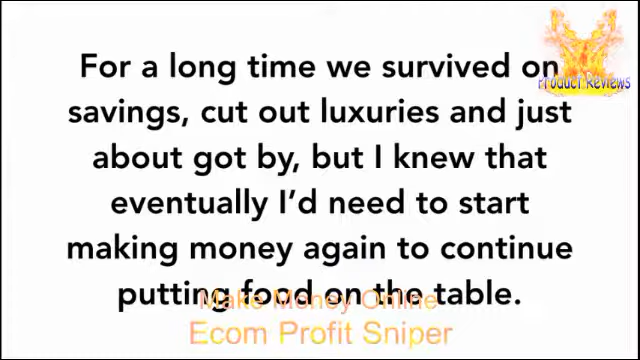 For a long time we survived on
Product Reviews
savings, cut out luxuries and just
about got by, but I knew that
eventually I'd need to start
making money again to continue
putting food on the table.
Make Money Online
Ecom Profit Sniper